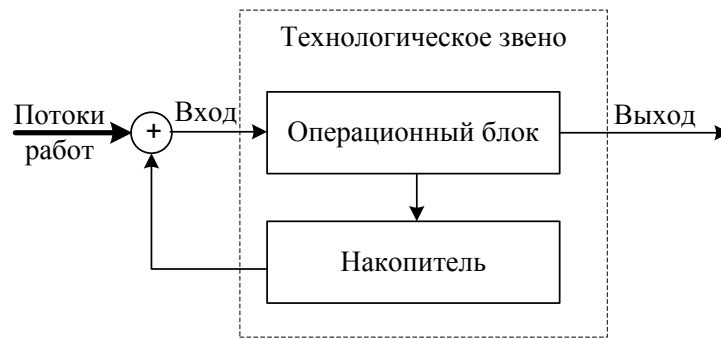 Технологическое звено
Потоки
работ
+
Вход
Операционный блок
Выход
Накопитель